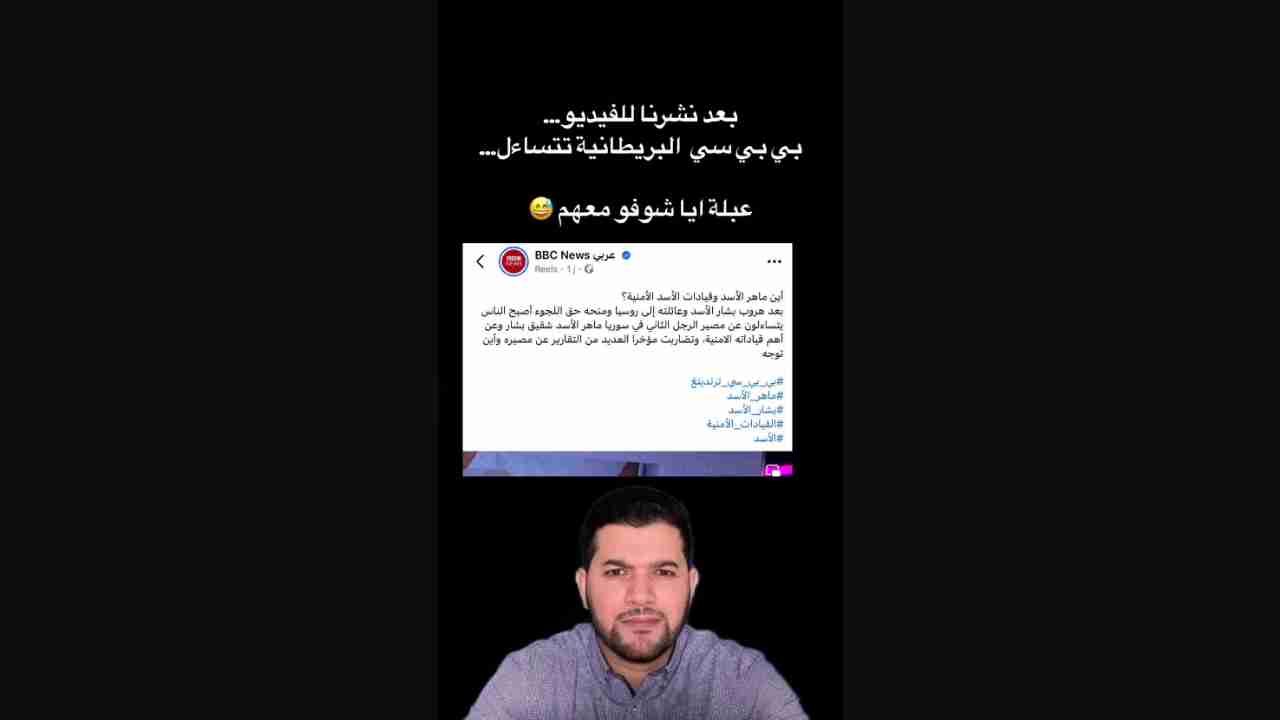 بعد نشرنا للفيديو...
بي بي سي البريطانية تتساءل...
عبلة ايا شوفو معهم 😅
BBC News عربي
Reels · 1 j ·
أين ماهر الأسد وقيادات الأسد الأمنية؟
بعد هروب بشار الأسد وعائلته إلى روسيا ومنحه حق اللجوء أصبح الناس
يتساءلون عن مصير الرجل الثاني في سوريا ماهر الأسد شقيق بشار وعن
أهم قياداته الامنية، وتضاربت مؤخرا العديد من التقارير عن مصيره وأين
توجه
#بي_بي_سي_ترندينغ
#ماهر_الأسد
#بشار_الأسد
#القيادات_الأمنية
#الأسد